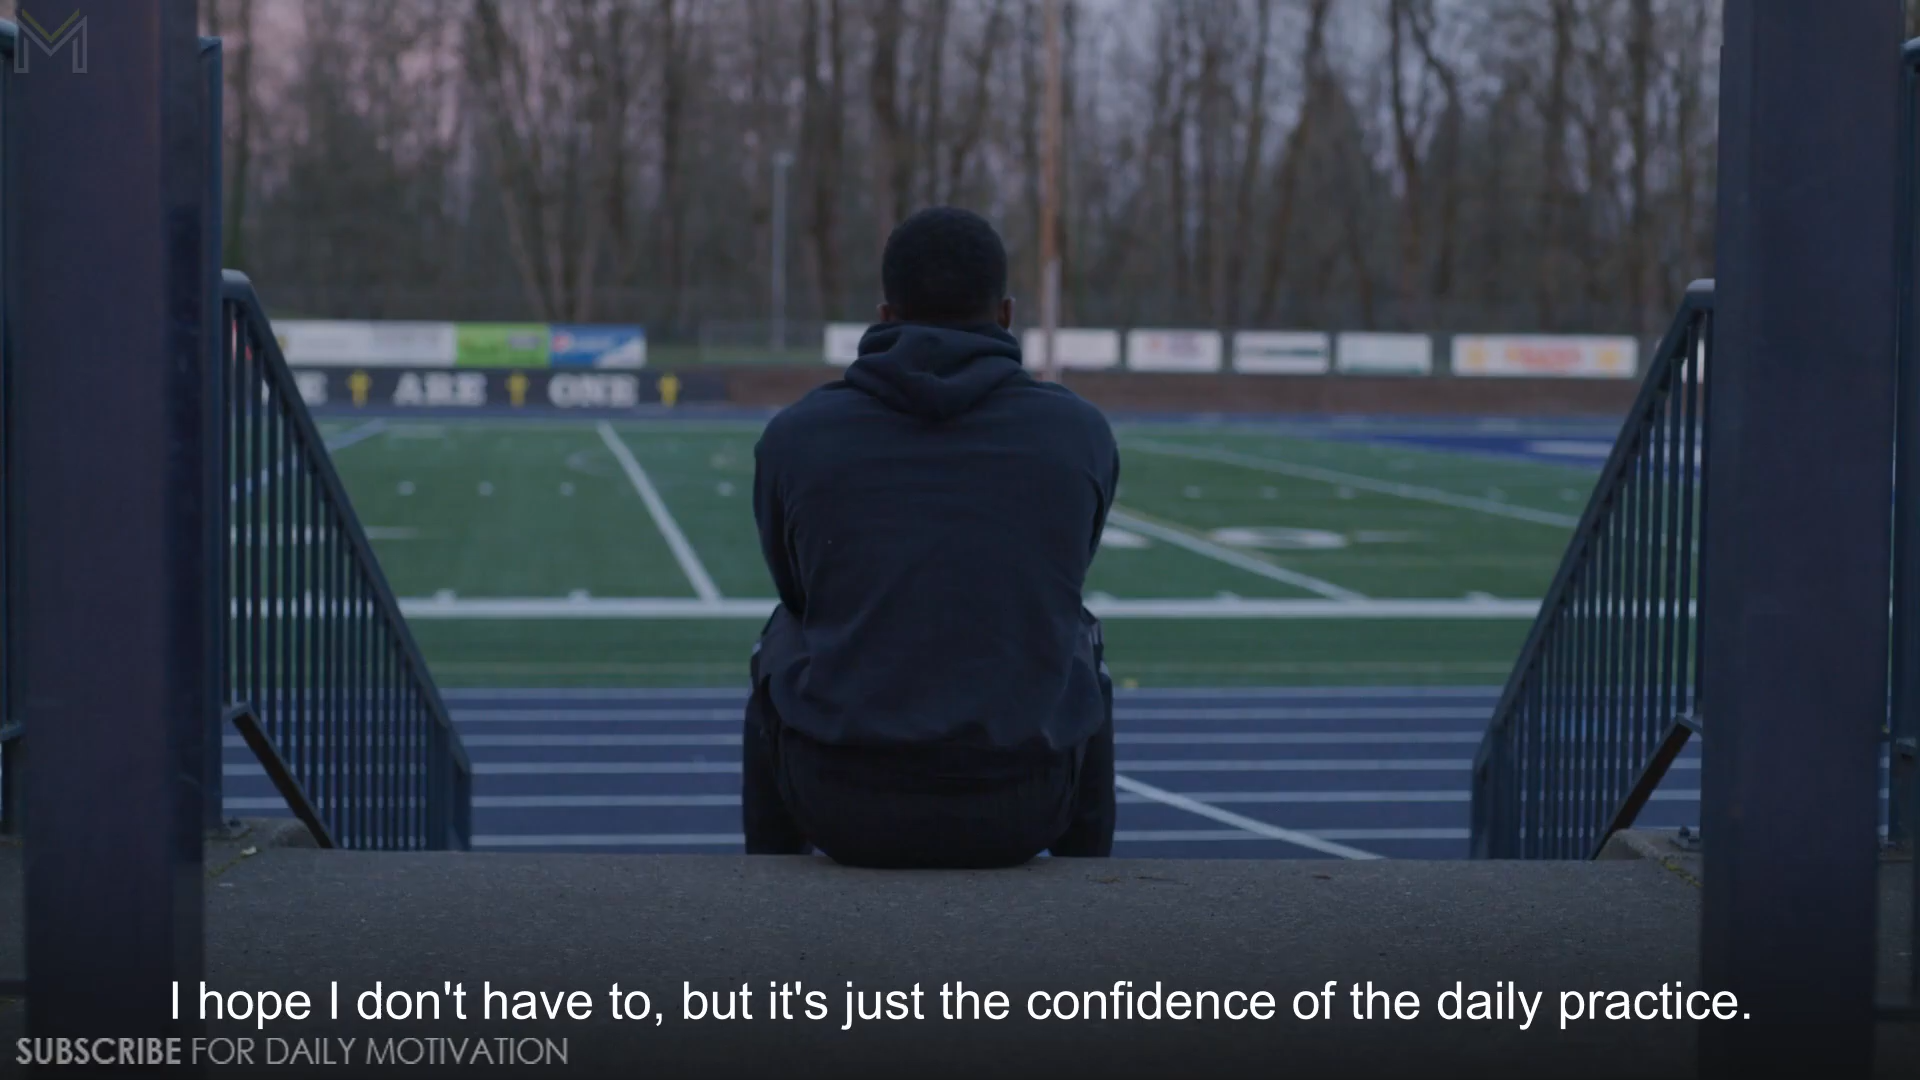 ARE ONE
I hope I don't have to, but it's just the confidence of the daily practice.
SUBSCRIBE FOR DAILY MOTIVATION